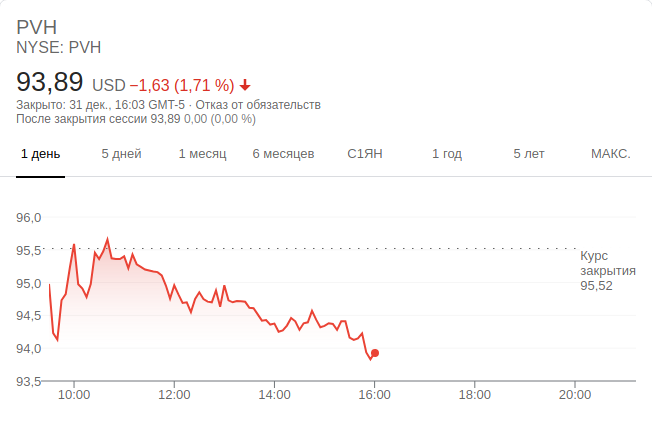 PVH
NYSE: PVH
93,89 USD −1,63 (1,71 %)
Закрыто: 31 дек., 16:03 GMT-5 · Отказ от обязательств
После закрытия сессии 93,89 0,00 (0,00 %)
1 день 5 дней 1 месяц 6 месяцев С1ЯН 1 год 5 лет МАКС.
96,0
95,5
95,0
94,5
94,0
93,5
Курс
закрытия
95,52
10:00 12:00 14:00 16:00 18:00 20:00